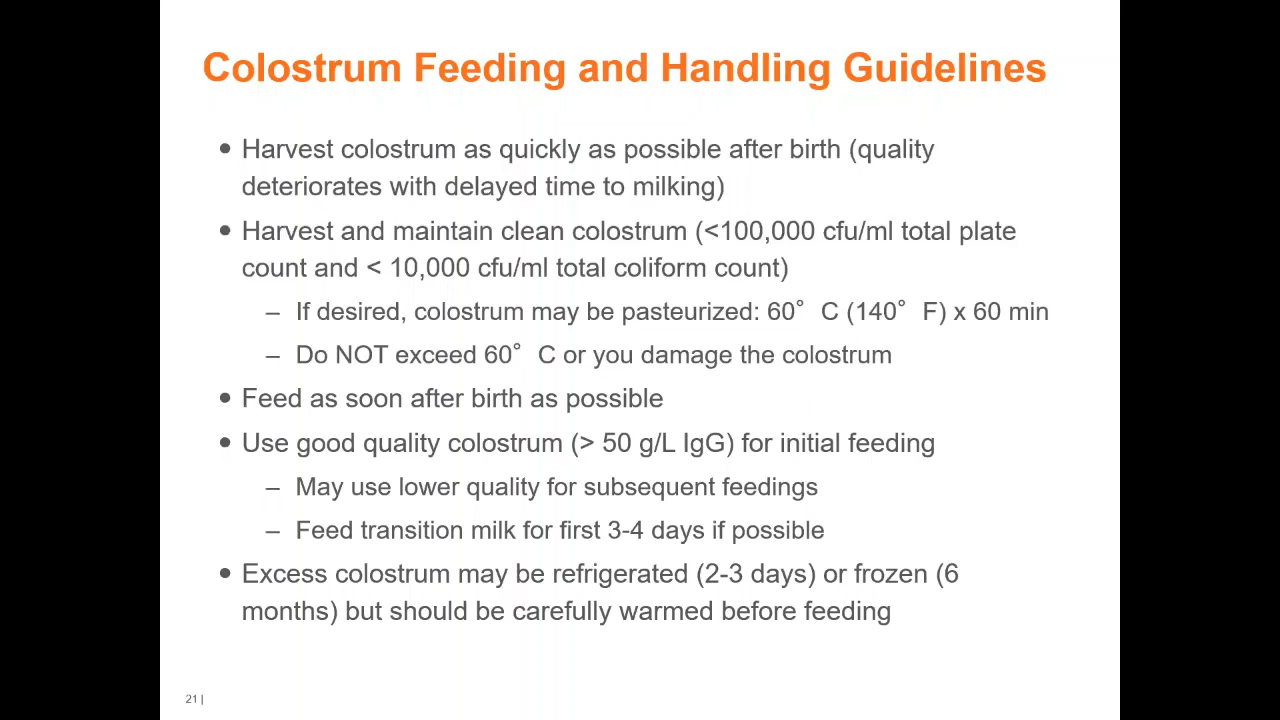 Colostrum Feeding and Handling Guidelines
• Harvest colostrum as quickly as possible after birth (quality
deteriorates with delayed time to milking)
• Harvest and maintain clean colostrum (<100,000 cfu/ml total plate
count and < 10,000 cfu/ml total coliform count)
– If desired, colostrum may be pasteurized: 60° C (140° F) x 60 min
– Do NOT exceed 60° C or you damage the colostrum
• Feed as soon after birth as possible
• Use good quality colostrum (> 50 g/L IgG) for initial feeding
– May use lower quality for subsequent feedings
– Feed transition milk for first 3-4 days if possible
• Excess colostrum may be refrigerated (2-3 days) or frozen (6
months) but should be carefully warmed before feeding
21 |